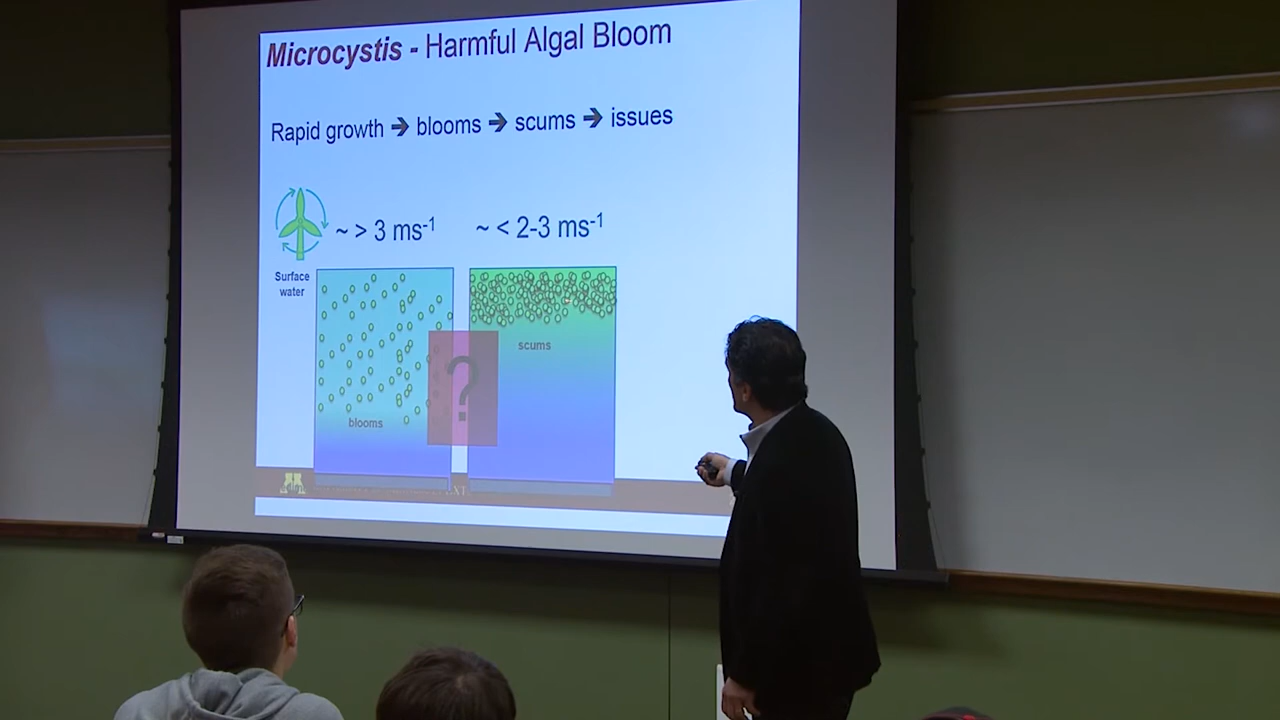 Microcystis - Harmful Algal Bloom
Rapid growth ➔ blooms ➔ scums ➔ issues
~ > 3 ms-1
~ < 2-3 ms-1
Surface
water
?
blooms
scums